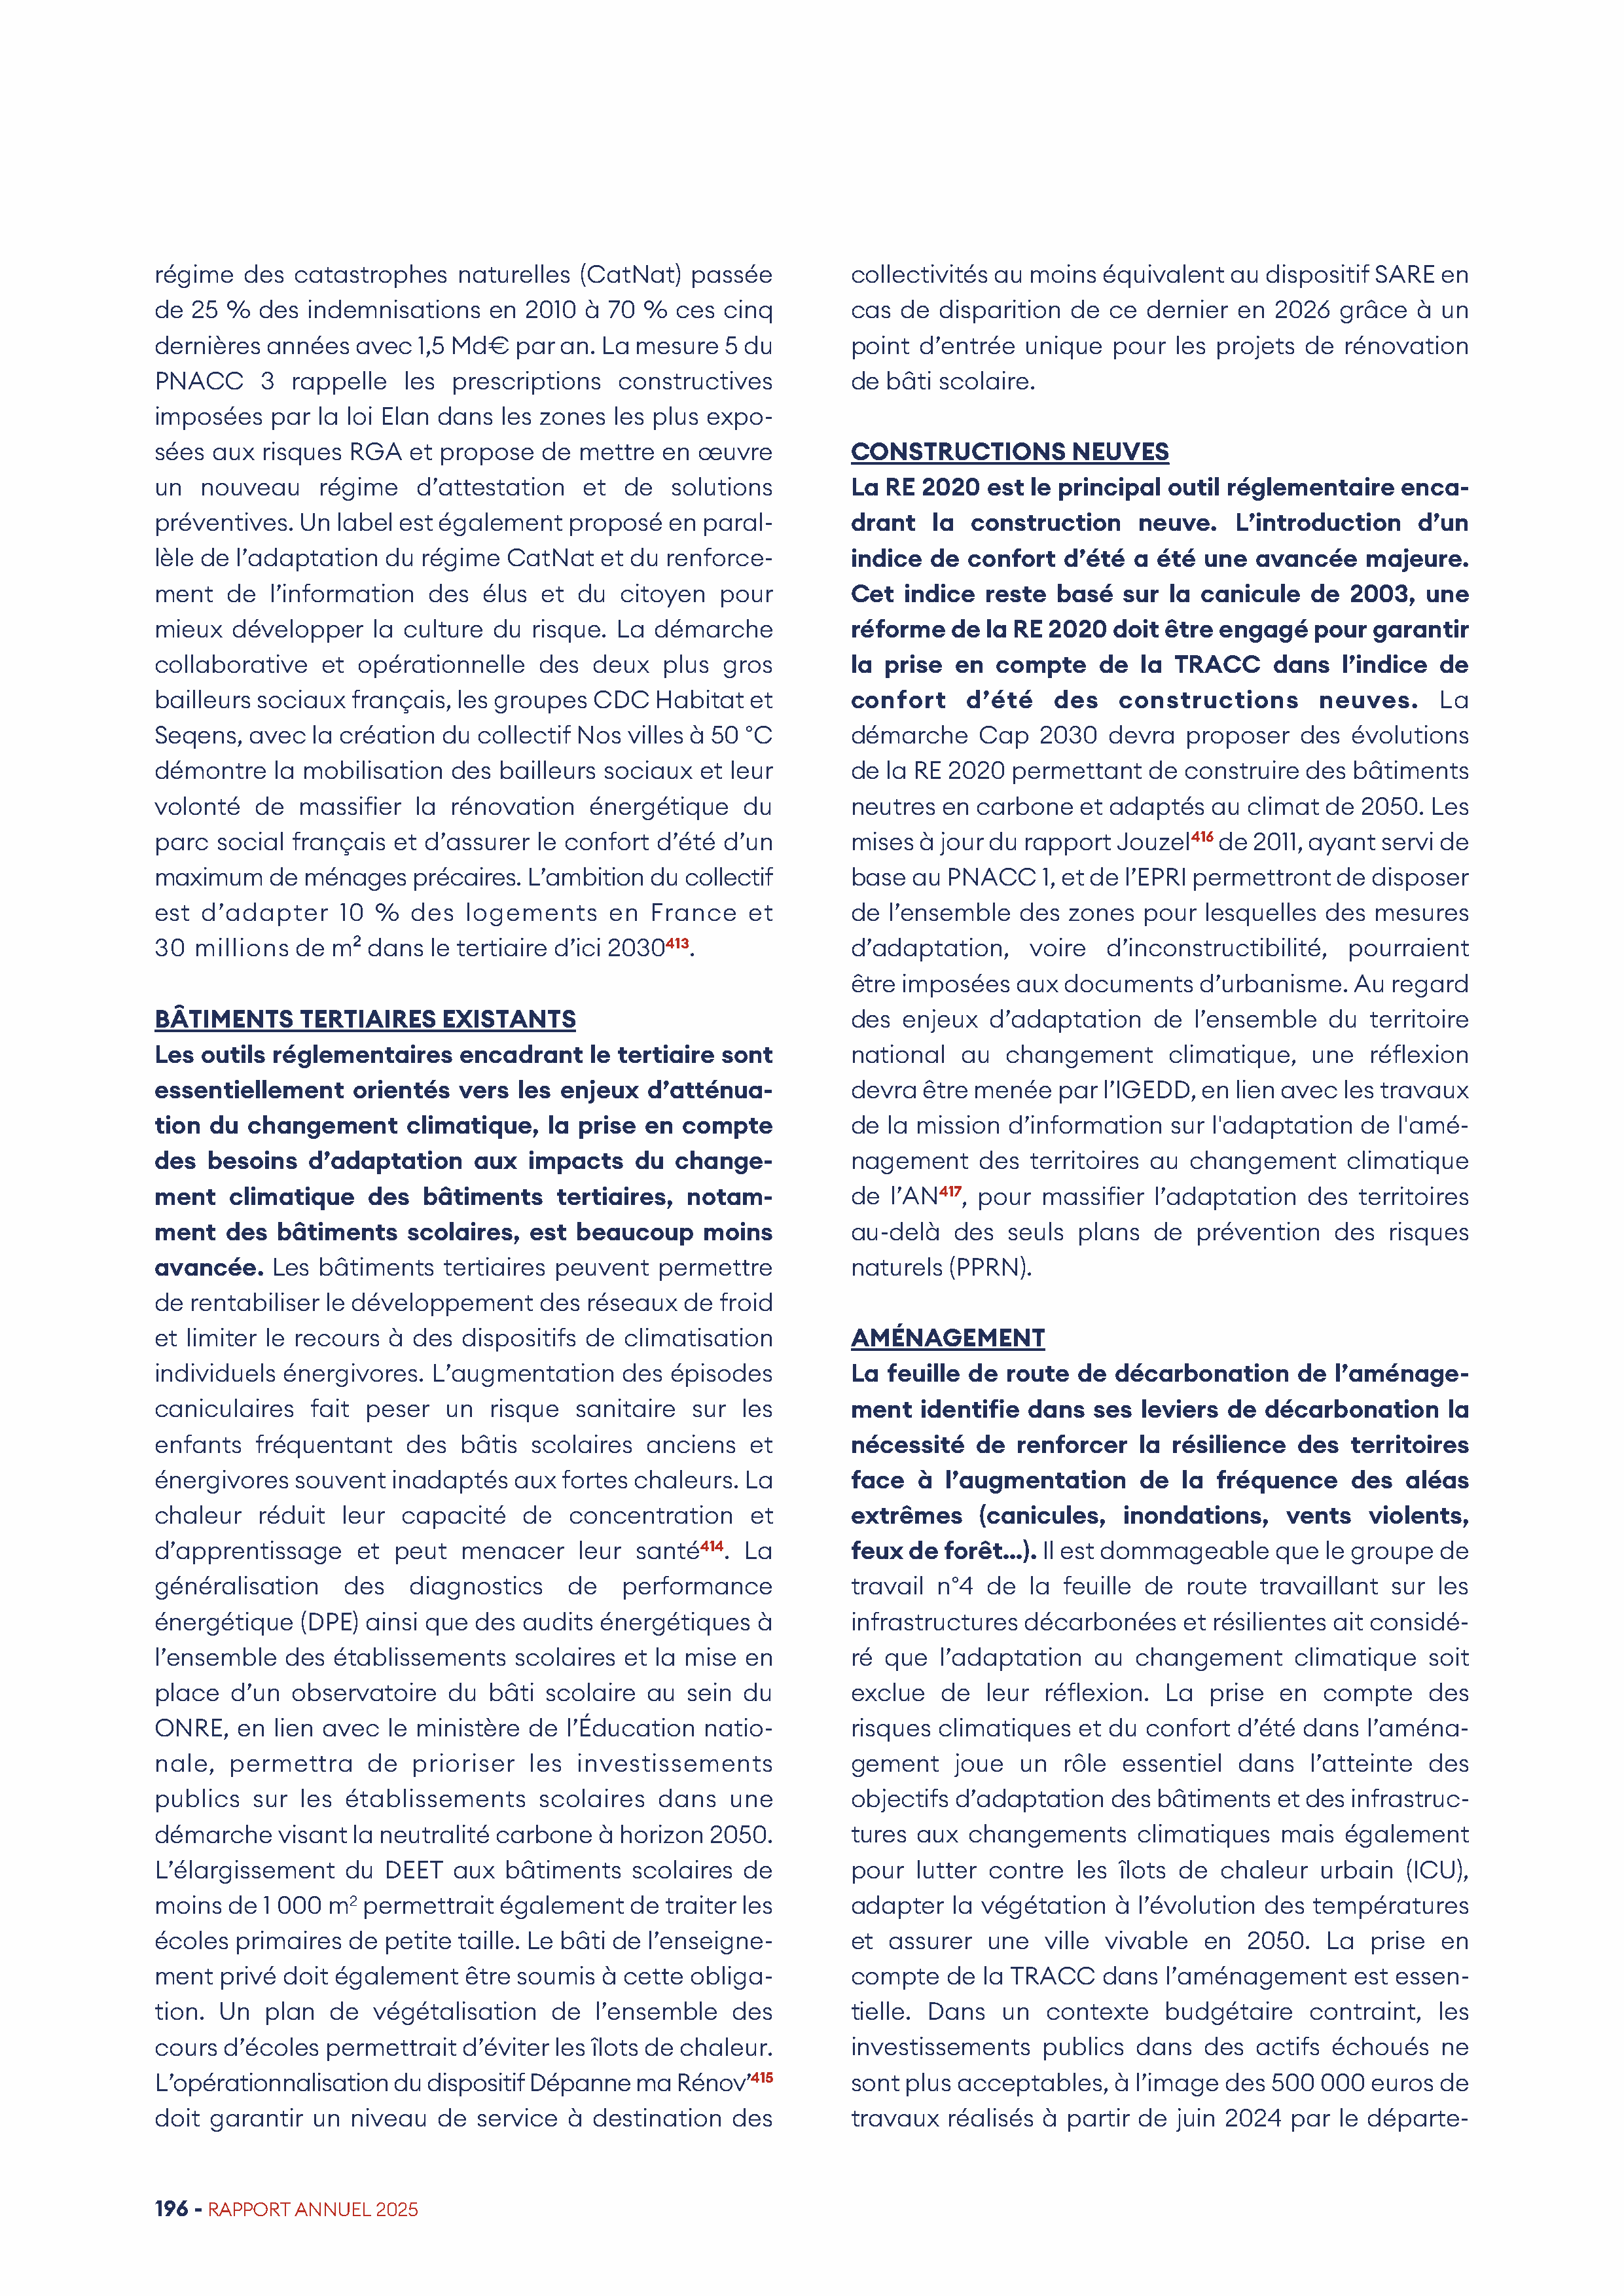 régime des catastrophes naturelles (CatNat) passée
de 25 % des indemnisations en 2010 à 70 % ces cinq
dernières années avec 1,5 Md€ par an. La mesure 5 du
PNACC 3 rappelle les prescriptions constructives
imposées par la loi Elan dans les zones les plus expo-
sées aux risques RGA et propose de mettre en œuvre
un nouveau régime d’attestation et de solutions
préventives. Un label est également proposé en paral-
lèle de l’adaptation du régime CatNat et du renforce-
ment de l’information des élus et du citoyen pour
mieux développer la culture du risque. La démarche
collaborative et opérationnelle des deux plus gros
bailleurs sociaux français, les groupes CDC Habitat et
Seqens, avec la création du collectif Nos villes à 50 °C
démontre la mobilisation des bailleurs sociaux et leur
volonté de massifier la rénovation énergétique du
parc social français et d’assurer le confort d’été d’un
maximum de ménages précaires. L’ambition du collectif
est d’adapter 10 % des logements en France et
30 millions de m² dans le tertiaire d’ici 2030413.
BÂTIMENTS TERTIAIRES EXISTANTS
Les outils réglementaires encadrant le tertiaire sont
essentiellement orientés vers les enjeux d’atténua-
tion du changement climatique, la prise en compte
des besoins d’adaptation aux impacts du change-
ment climatique des bâtiments tertiaires, notam-
ment des bâtiments scolaires, est beaucoup moins
avancée. Les bâtiments tertiaires peuvent permettre
de rentabiliser le développement des réseaux de froid
et limiter le recours à des dispositifs de climatisation
individuels énergivores. L’augmentation des épisodes
caniculaires fait peser un risque sanitaire sur les
enfants fréquentant des bâtis scolaires anciens et
énergivores souvent inadaptés aux fortes chaleurs. La
chaleur réduit leur capacité de concentration et
d’apprentissage et peut menacer leur santé414. La
généralisation des diagnostics de performance
énergétique (DPE) ainsi que des audits énergétiques à
l’ensemble des établissements scolaires et la mise en
place d’un observatoire du bâti scolaire au sein du
ONRE, en lien avec le ministère de l’Éducation natio-
nale, permettra de prioriser les investissements
publics sur les établissements scolaires dans une
démarche visant la neutralité carbone à horizon 2050.
L’élargissement du DEET aux bâtiments scolaires de
moins de 1 000 m² permettrait également de traiter les
écoles primaires de petite taille. Le bâti de l’enseigne-
ment privé doit également être soumis à cette obliga-
tion. Un plan de végétalisation de l’ensemble des
cours d’écoles permettrait d’éviter les îlots de chaleur.
L’opérationnalisation du dispositif Dépanne ma Rénov’415
doit garantir un niveau de service à destination des
collectivités au moins équivalent au dispositif SARE en
cas de disparition de ce dernier en 2026 grâce à un
point d’entrée unique pour les projets de rénovation
de bâti scolaire.
CONSTRUCTIONS NEUVES
La RE 2020 est le principal outil réglementaire enca-
drant la construction neuve. L’introduction d’un
indice de confort d’été a été une avancée majeure.
Cet indice reste basé sur la canicule de 2003, une
réforme de la RE 2020 doit être engagé pour garantir
la prise en compte de la TRACC dans l’indice de
confort d’été des constructions neuves. La
démarche Cap 2030 devra proposer des évolutions
de la RE 2020 permettant de construire des bâtiments
neutres en carbone et adaptés au climat de 2050. Les
mises à jour du rapport Jouzel416 de 2011, ayant servi de
base au PNACC 1, et de l’EPRI permettront de disposer
de l’ensemble des zones pour lesquelles des mesures
d’adaptation, voire d’inconstructibilité, pourraient
être imposées aux documents d’urbanisme. Au regard
des enjeux d’adaptation de l’ensemble du territoire
national au changement climatique, une réflexion
devra être menée par l’IGEDD, en lien avec les travaux
de la mission d’information sur l'adaptation de l'amé-
nagement des territoires au changement climatique
de l’AN417, pour massifier l’adaptation des territoires
au-delà des seuls plans de prévention des risques
naturels (PPRN).
AMÉNAGEMENT
La feuille de route de décarbonation de l’aménage-
ment identifie dans ses leviers de décarbonation la
nécessité de renforcer la résilience des territoires
face à l’augmentation de la fréquence des aléas
extrêmes (canicules, inondations, vents violents,
feux de forêt…). Il est dommageable que le groupe de
travail n°4 de la feuille de route travaillant sur les
infrastructures décarbonées et résilientes ait considé-
ré que l’adaptation au changement climatique soit
exclue de leur réflexion. La prise en compte des
risques climatiques et du confort d’été dans l’aména-
gement joue un rôle essentiel dans l’atteinte des
objectifs d’adaptation des bâtiments et des infrastruc-
tures aux changements climatiques mais également
pour lutter contre les îlots de chaleur urbain (ICU),
adapter la végétation à l’évolution des températures
et assurer une ville vivable en 2050. La prise en
compte de la TRACC dans l’aménagement est essen-
tielle. Dans un contexte budgétaire contraint, les
investissements publics dans des actifs échoués ne
sont plus acceptables, à l’image des 500 000 euros de
travaux réalisés à partir de juin 2024 par le départe-
196 - RAPPORT ANNUEL 2025